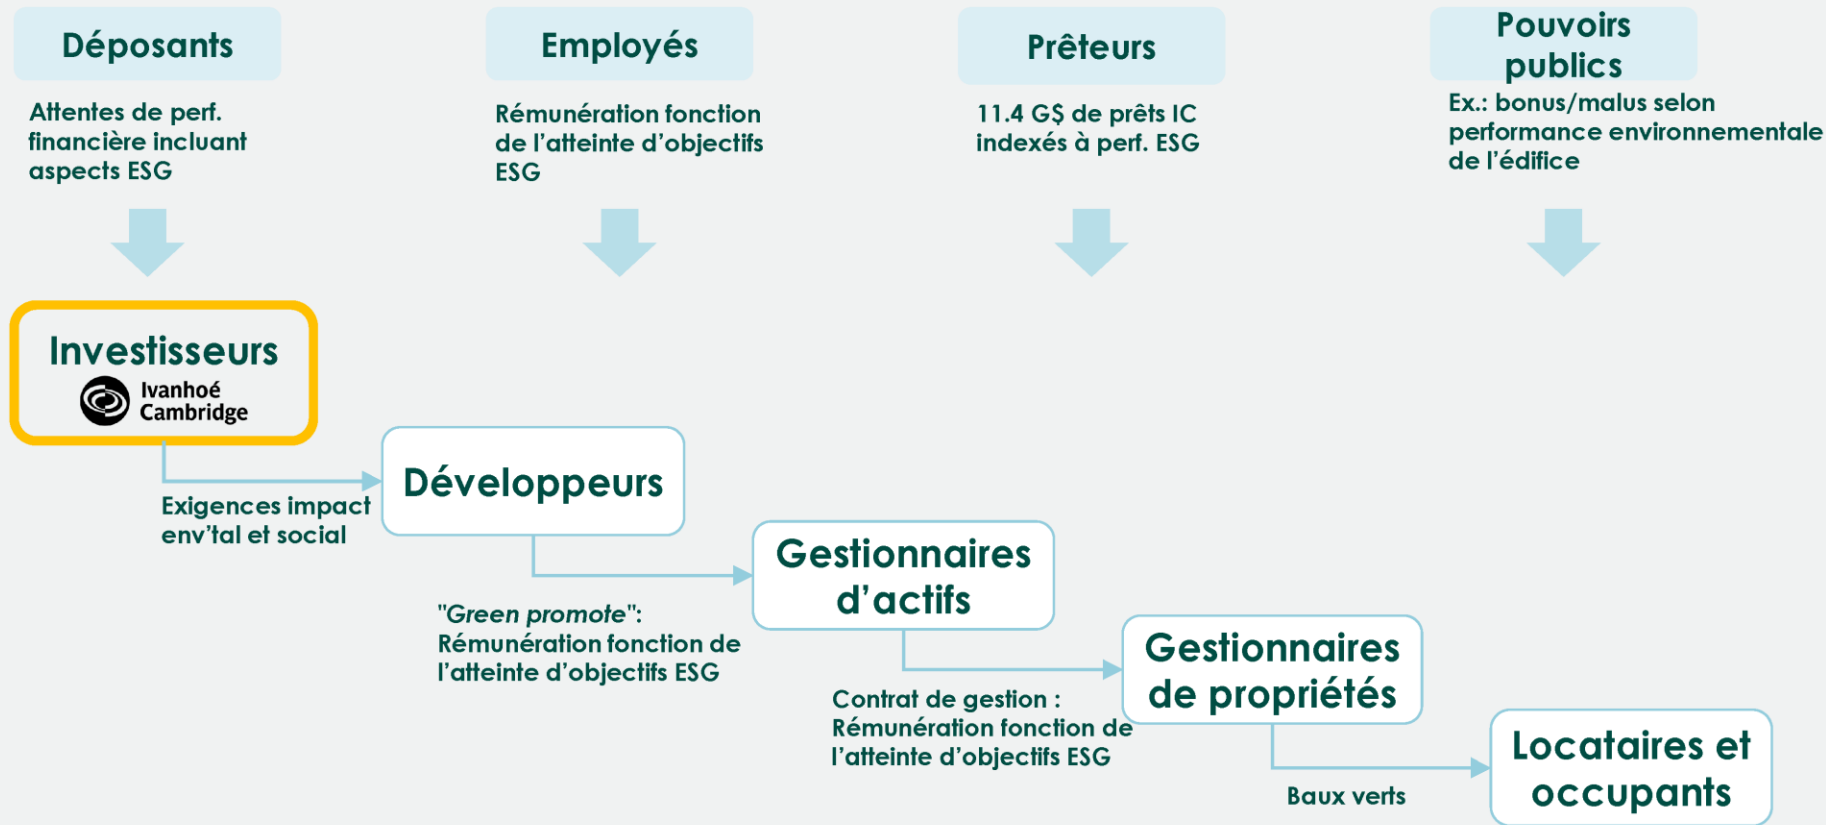 Déposants
Attentes de perf.
financière incluant
aspects ESG
Employés
Rémunération fonction
de l'atteinte d'objectifs
ESG
Prêteurs
11.4 G$ de prêts IC
indexés à perf. ESG
Pouvoirs
publics
Ex.: bonus/malus selon
performance environnementale
de l'édifice
Investisseurs
Ivanhoé
Cambridge
Exigences impact
env'tal et social
Développeurs
"Green promote":
Rémunération fonction de
l'atteinte d'objectifs ESG
Gestionnaires
d'actifs
Contrat de gestion :
Rémunération fonction de
l'atteinte d'objectifs ESG
Gestionnaires
de propriétés
Baux verts
Locataires et
occupants